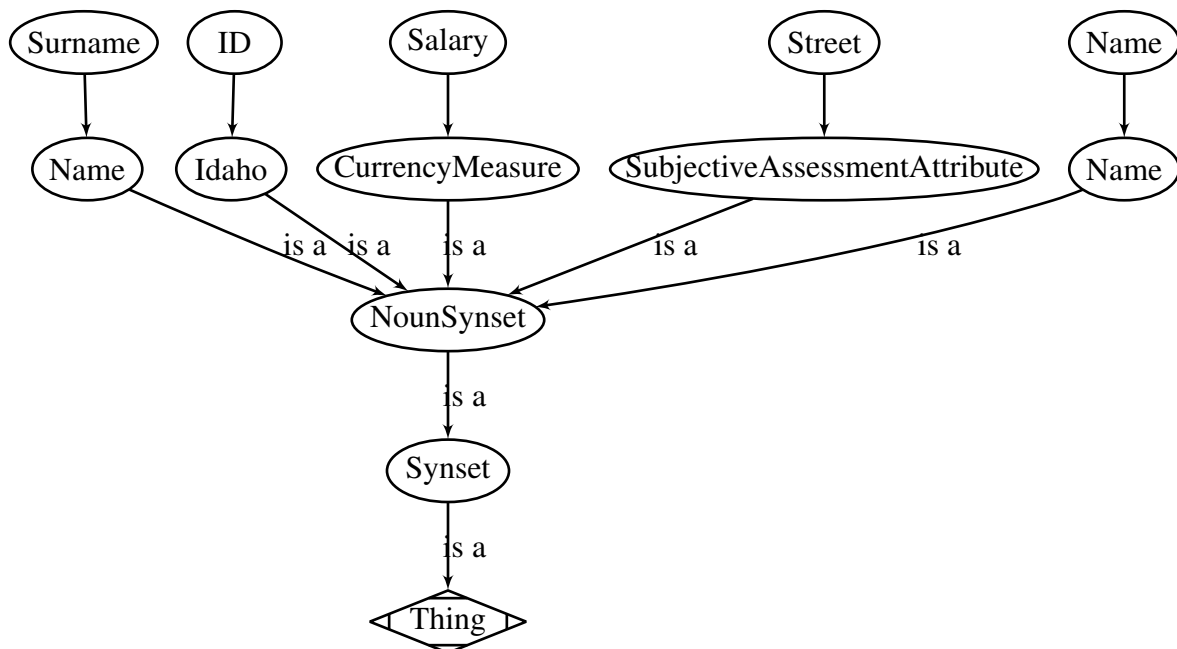 Surname ID Salary Street Name
Name Idaho CurrencyMeasure SubjectiveAssessmentAttribute Name
is a is a is a is a is a
NounSynset
is a
Synset
is a
Thing